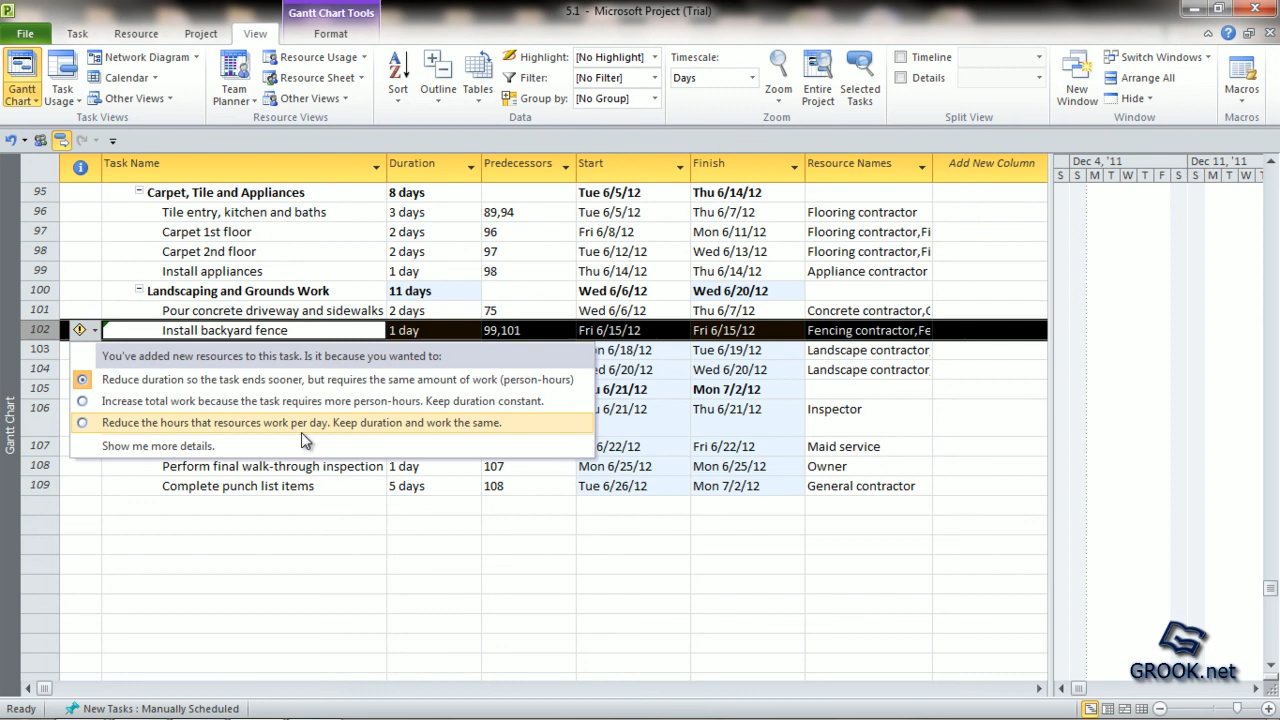 Gantt Chart Tools
5.1 - Microsoft Project (Trial)
File Task Resource Project View Format
Gantt Chart
Task Usage
Network Diagram
Calendar
Other Views
Task Views
Team Planner
Resource Usage
Resource Sheet
Other Views
Resource Views
Sort
Outline
Tables
Highlight: [No Highlight]
Filter: [No Filter]
Group by: [No Group]
Data
Timescale:
Days
Zoom
Entire Project
Selected Tasks
Zoom
Timeline
Details
Split View
New Window
Switch Windows
Arrange All
Hide
Window
Macros
Macros
Task Name Duration Predecessors Start Finish Resource Names Add New Column
Dec 4, '11 Dec 11, '11
S S M T W T F S S M T W T
95 Carpet, Tile and Appliances 8 days Tue 6/5/12 Thu 6/14/12
96 Tile entry, kitchen and baths 3 days 89,94 Tue 6/5/12 Thu 6/7/12 Flooring contractor
97 Carpet 1st floor 2 days 96 Fri 6/8/12 Mon 6/11/12 Flooring contractor,Fi
98 Carpet 2nd floor 2 days 97 Tue 6/12/12 Wed 6/13/12 Flooring contractor,Fi
99 Install appliances 1 day 98 Thu 6/14/12 Thu 6/14/12 Appliance contractor
100 Landscaping and Grounds Work 11 days Wed 6/6/12 Wed 6/20/12
101 Pour concrete driveway and sidewalks 2 days 75 Wed 6/6/12 Thu 6/7/12 Concrete contractor,C
102 Install backyard fence 1 day 99,101 Fri 6/15/12 Fri 6/15/12 Fencing contractor,Fe
You've added new resources to this task. Is it because you wanted to:
Reduce duration so the task ends sooner, but requires the same amount of work (person-hours)
Increase total work because the task requires more person-hours. Keep duration constant.
Reduce the hours that resources work per day. Keep duration and work the same.
Show me more details.
103 6/18/12 Tue 6/19/12 Landscape contractor
104 6/20/12 Wed 6/20/12 Landscape contractor
105 6/21/12 Mon 7/2/12
106 6/21/12 Thu 6/21/12 Inspector
107 6/22/12 Fri 6/22/12 Maid service
108 Perform final walk-through inspection 1 day 107 Mon 6/25/12 Mon 6/25/12 Owner
109 Complete punch list items 5 days 108 Tue 6/26/12 Mon 7/2/12 General contractor
Gantt Chart
GROOK.net
Ready New Tasks : Manually Scheduled